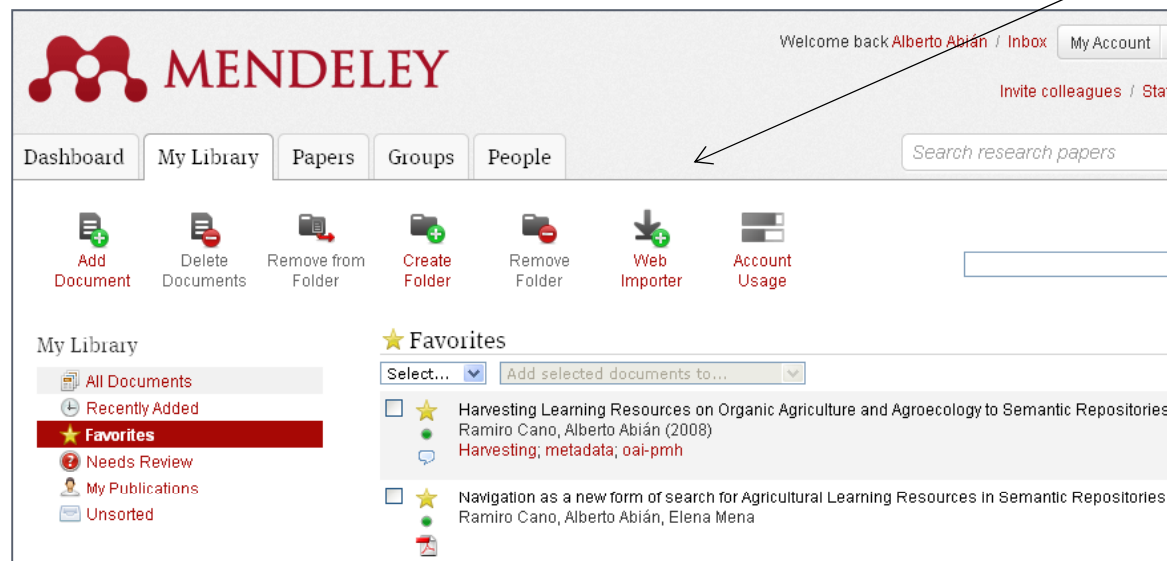 MENDELEY
Welcome back Alberto Abián / Inbox My Account
Invite colleagues / Sta
Dashboard My Library Papers Groups People Search research papers
Add Document
Delete Documents
Remove from Folder
Create Folder
Remove Folder
Web Importer
Account Usage
My Library
All Documents
Recently Added
Favorites
Needs Review
My Publications
Unsorted
Favorites
Select... Add selected documents to...
Harvesting Learning Resources on Organic Agriculture and Agroecology to Semantic Repositories
Ramiro Cano, Alberto Abián (2008)
Harvesting; metadata; oai-pmh
Navigation as a new form of search for Agricultural Learning Resources in Semantic Repositories
Ramiro Cano, Alberto Abián, Elena Mena